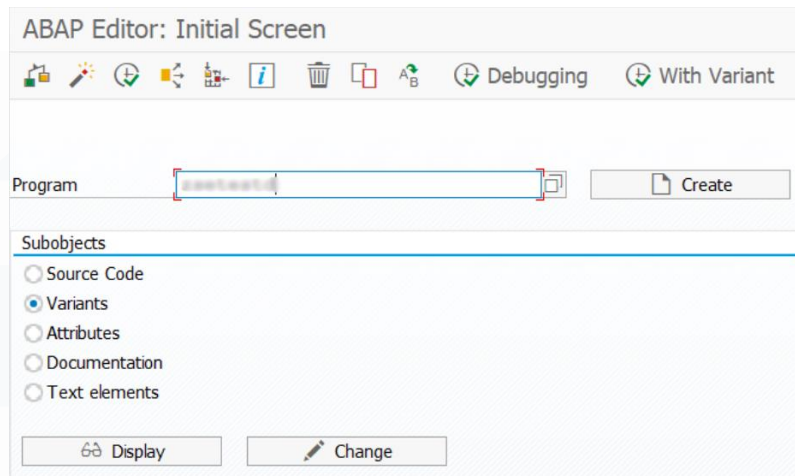 ABAP Editor: Initial Screen
Debugging With Variant
Program Create
Subobjects
Source Code
Variants
Attributes
Documentation
Text elements
Display Change